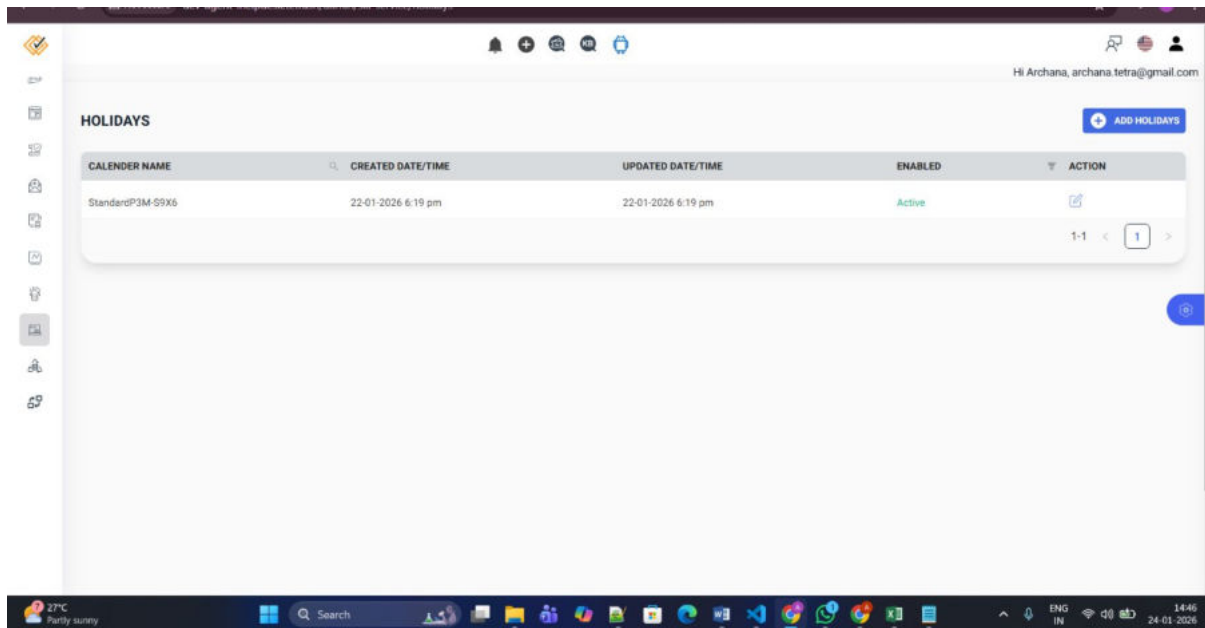 Hi Archana, archana.tetra@gmail.com
HOLIDAYS
ADD HOLIDAYS
CALENDER NAME CREATED DATE/TIME UPDATED DATE/TIME ENABLED ACTION
StandardP3M-S9X6 22-01-2026 6:19 pm 22-01-2026 6:19 pm Active
1-1 < 1 >
27°C
Partly sunny
Search
ENG
IN
14:46
24-01-2026